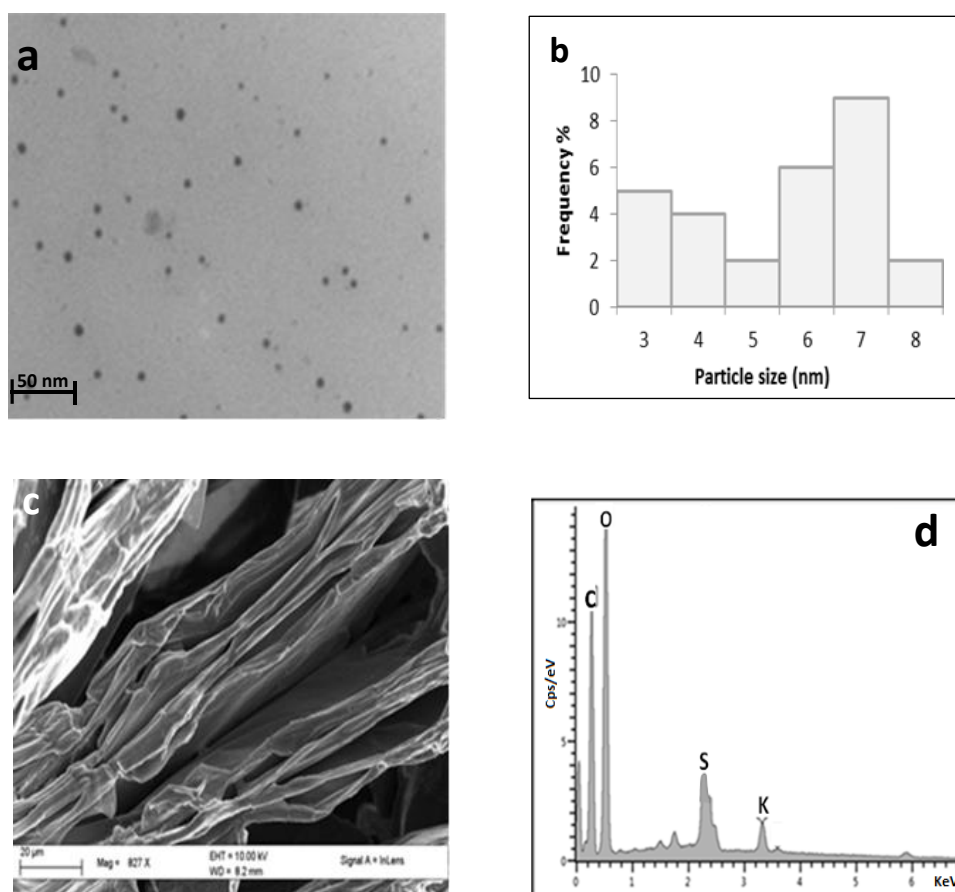 a
50 nm
b
Frequency %
10
8
6
4
2
0
3 4 5 6 7 8
Particle size (nm)
c
20 µm
Mag = 827 X
EHT = 10.00 kV
WD = 8.2 mm
Signal A = InLens
d
O
C
S
K
Cps/eV
10
5
0
0 1 2 3 4 5 6
KeV